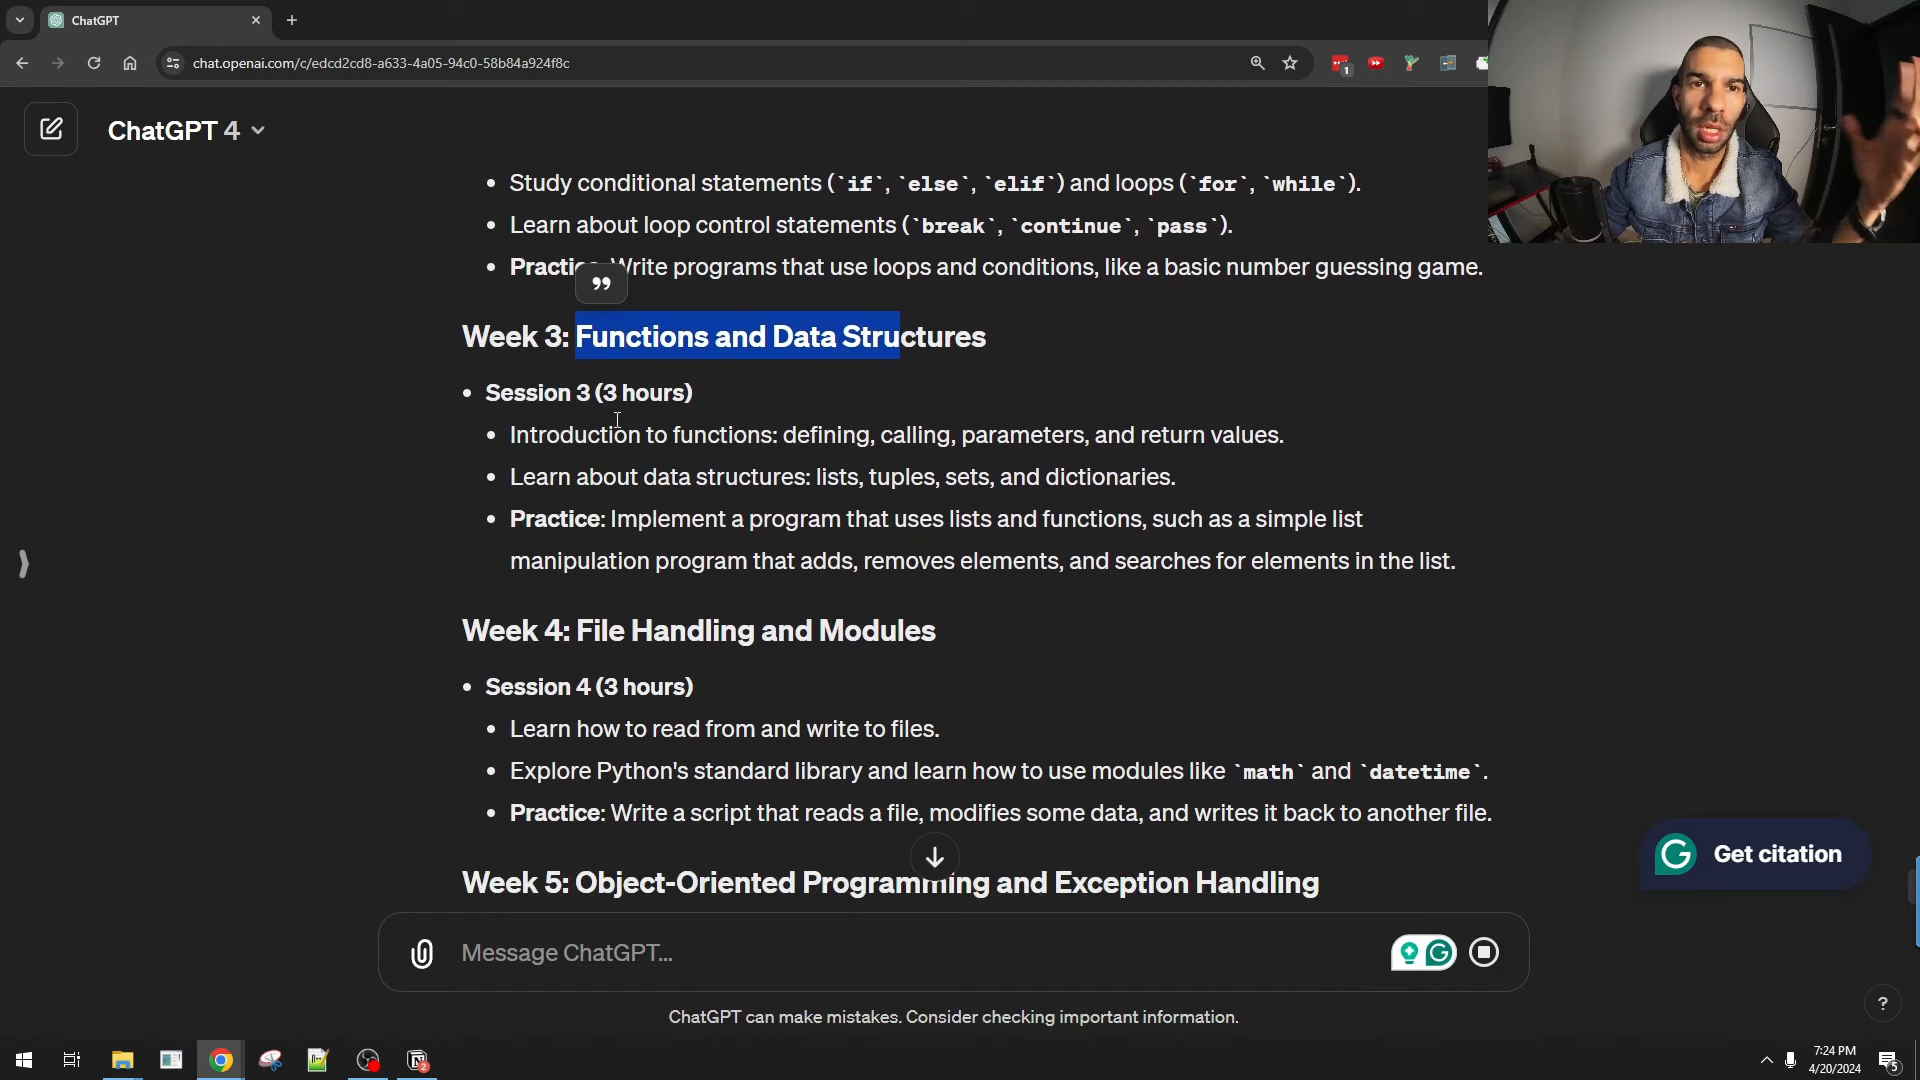 ChatGPT
chat.openai.com/c/edcd2cd8-a633-4a05-94c0-58b84a924f8c
1
ChatGPT 4
Study conditional statements (`if`, `else`, `elif`) and loops (`for`, `while`).
Learn about loop control statements (`break`, `continue`, `pass`).
Practice: Write programs that use loops and conditions, like a basic number guessing game.
Week 3: Functions and Data Structures
Session 3 (3 hours)
Introduction to functions: defining, calling, parameters, and return values.
Learn about data structures: lists, tuples, sets, and dictionaries.
Practice: Implement a program that uses lists and functions, such as a simple list
manipulation program that adds, removes elements, and searches for elements in the list.
Week 4: File Handling and Modules
Session 4 (3 hours)
Learn how to read from and write to files.
Explore Python's standard library and learn how to use modules like `math` and `datetime`.
Practice: Write a script that reads a file, modifies some data, and writes it back to another file.
Get citation
Week 5: Object-Oriented Programming and Exception Handling
Message ChatGPT...
ChatGPT can make mistakes. Consider checking important information.
?
2
7:24 PM
4/20/2024
5